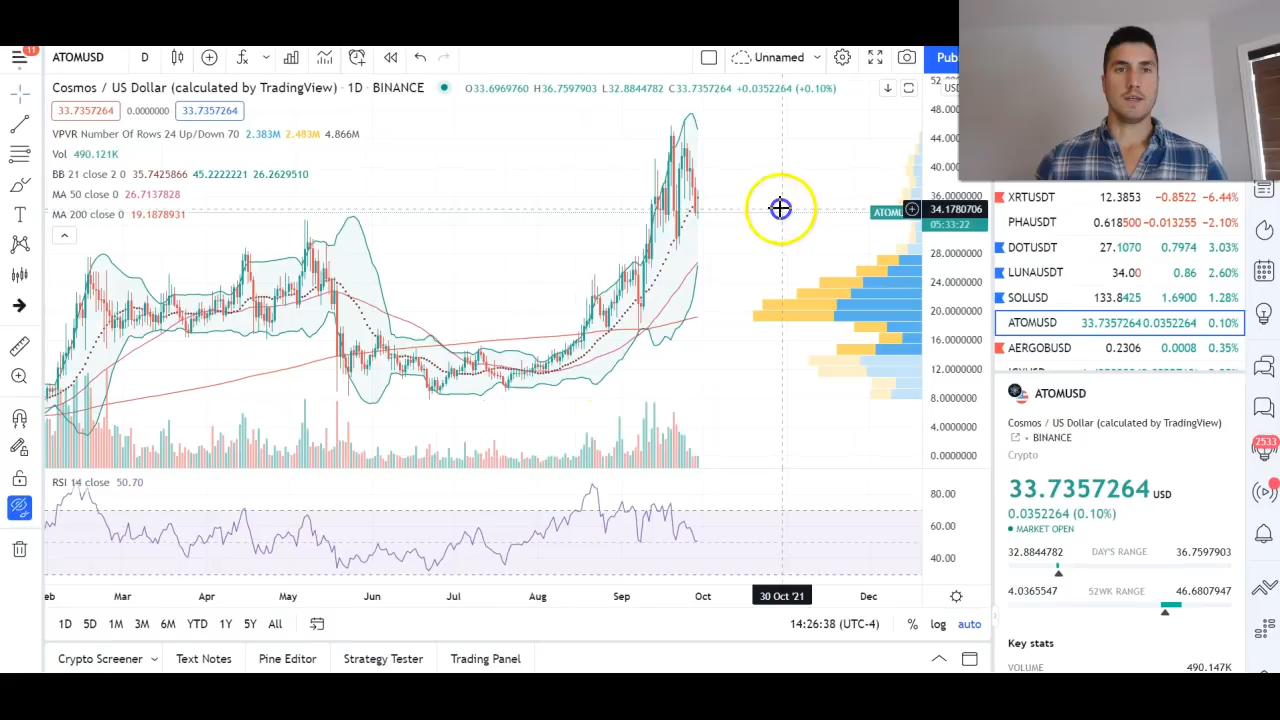 11
ATOMUSD D Unnamed Pub
Cosmos / US Dollar (calculated by TradingView) · 1D · BINANCE O33.6969760 H36.7597903 L32.8844782 C33.7357264 +0.0352264 (+0.10%)
33.7357264 0.0000000 33.7357264
VPVR Number Of Rows 24 Up/Down 70 2.383M 2.483M 4.866M
Vol 490.121K
BB 21 close 2 0 35.7425866 45.2222221 26.2629510
MA 50 close 0 26.7137828
MA 200 close 0 19.1878931
44.0000000
28.0000000
24.0000000
20.0000000
16.0000000
12.0000000
8.0000000
4.0000000
0.0000000
34.1780706
05:33:22
RSI 14 close 50.70
80.00
60.00
40.00
eb Mar Apr May Jun Jul Aug Sep Oct 30 Oct '21 Dec
1D 5D 1M 3M 6M YTD 1Y 5Y All 14:26:38 (UTC-4) % log auto
Crypto Screener Text Notes Pine Editor Strategy Tester Trading Panel
XRTUSDT 12.3853 −0.8522 −6.44%
PHAUSDT 0.618500 −0.013255 −2.10%
DOTUSDT 27.1070 0.7974 3.03%
LUNAUSDT 34.00 0.86 2.60%
SOLUSD 133.8425 1.6900 1.28%
ATOMUSD 33.7357264 0.0352264 0.10%
AERGOBUSD 0.2306 0.0008 0.35%
ATOMUSD
Cosmos / US Dollar (calculated by TradingView)
BINANCE
Crypto
33.7357264 USD
0.0352264 (0.10%)
MARKET OPEN
32.8844782 DAY'S RANGE 36.7597903
4.0365547 52WK RANGE 46.6807947
Key stats
VOLUME 490.147K
2533